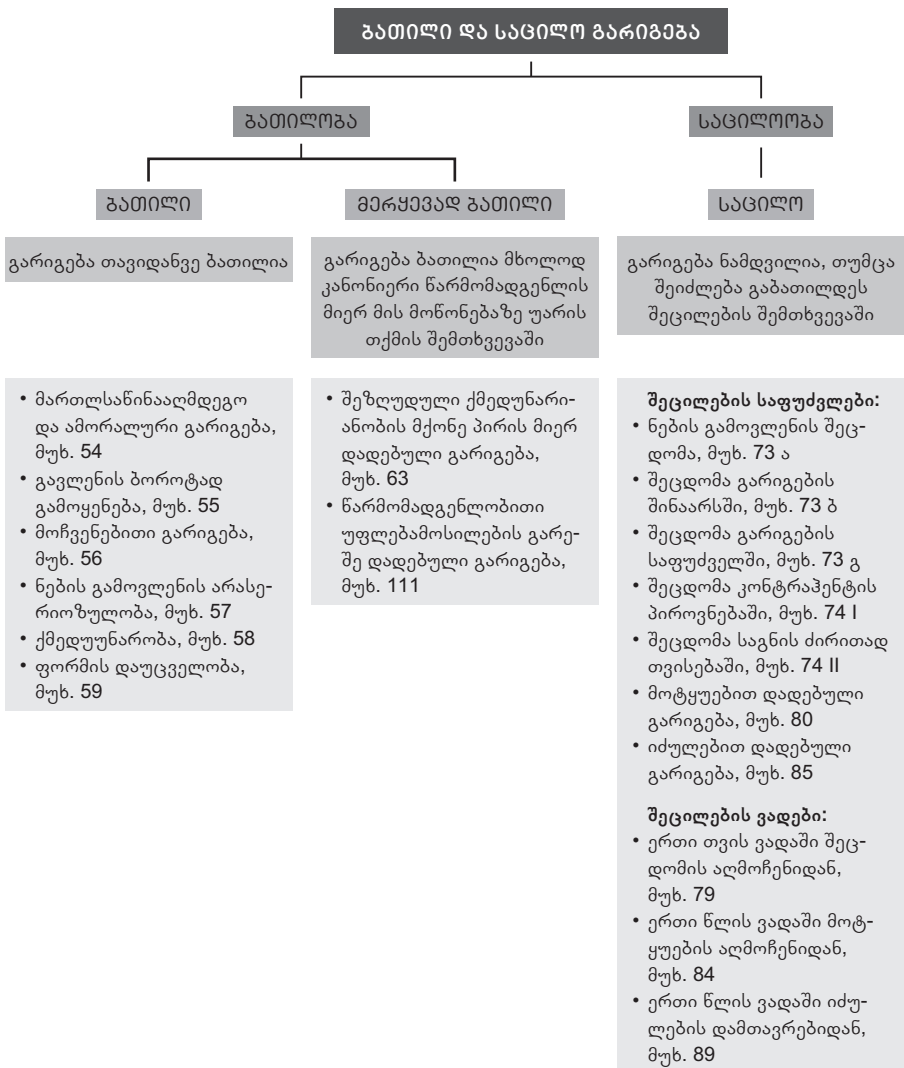 ბათილი და საცილო გარიგება
ბათილობა
საცილოობა
ბათილი
მერყევად ბათილი
საცილო
გარიგება თავიდანვე ბათილია
გარიგება ბათილია მხოლოდ
კანონიერი წარმომადგენლის
მიერ მის მოწონებაზე უარის
თქმის შემთხვევაში
გარიგება ნამდვილია, თუმცა
შეიძლება გაბათილდეს
შეცილების შემთხვევაში
• მართლსაწინააღმდეგო
და ამორალური გარიგება,
მუხ. 54
• გავლენის ბოროტად
გამოყენება, მუხ. 55
• მოჩვენებითი გარიგება,
მუხ. 56
• ნების გამოვლენის არასე-
რიოზულობა, მუხ. 57
• ქმედუუნარობა, მუხ. 58
• ფორმის დაუცველობა,
მუხ. 59
• შეზღუდული ქმედუნარი-
ანობის მქონე პირის მიერ
დადებული გარიგება,
მუხ. 63
• წარმომადგენლობითი
უფლებამოსილების გარე-
შე დადებული გარიგება,
მუხ. 111
შეცილების საფუძვლები:
• ნების გამოვლენის შეც-
დომა, მუხ. 73 ა
• შეცდომა გარიგების
შინაარსში, მუხ. 73 ბ
• შეცდომა გარიგების
საფუძველში, მუხ. 73 გ
• შეცდომა კონტრაჰენტის
პიროვნებაში, მუხ. 74 I
• შეცდომა საგნის ძირითად
თვისებაში, მუხ. 74 II
• მოტყუებით დადებული
გარიგება, მუხ. 80
• იძულებით დადებული
გარიგება, მუხ. 85
შეცილების ვადები:
• ერთი თვის ვადაში შეც-
დომის აღმოჩენიდან,
მუხ. 79
• ერთი წლის ვადაში მოტ-
ყუების აღმოჩენიდან,
მუხ. 84
• ერთი წლის ვადაში იძუ-
ლების დამთავრებიდან,
მუხ. 89